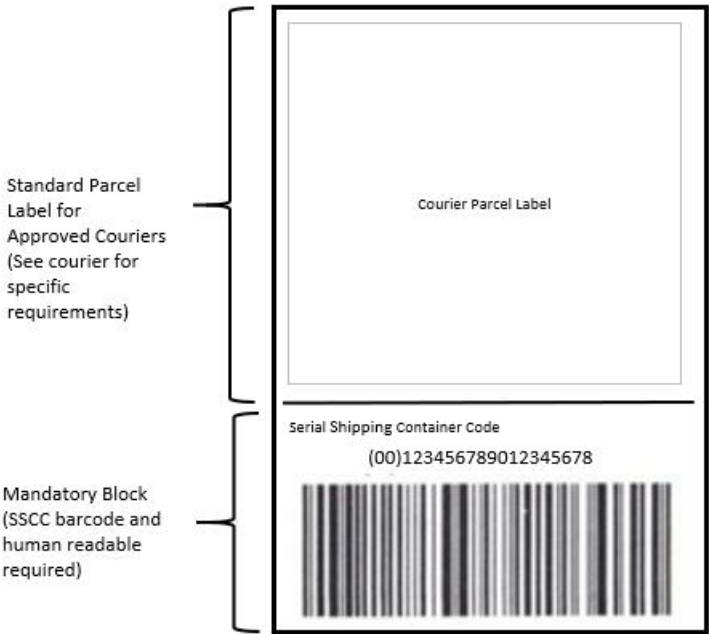 Standard Parcel
Label for
Approved Couriers
(See courier for
specific
requirements)
Courier Parcel Label
Serial Shipping Container Code
(00)123456789012345678
Mandatory Block
(SSCC barcode and
human readable
required)